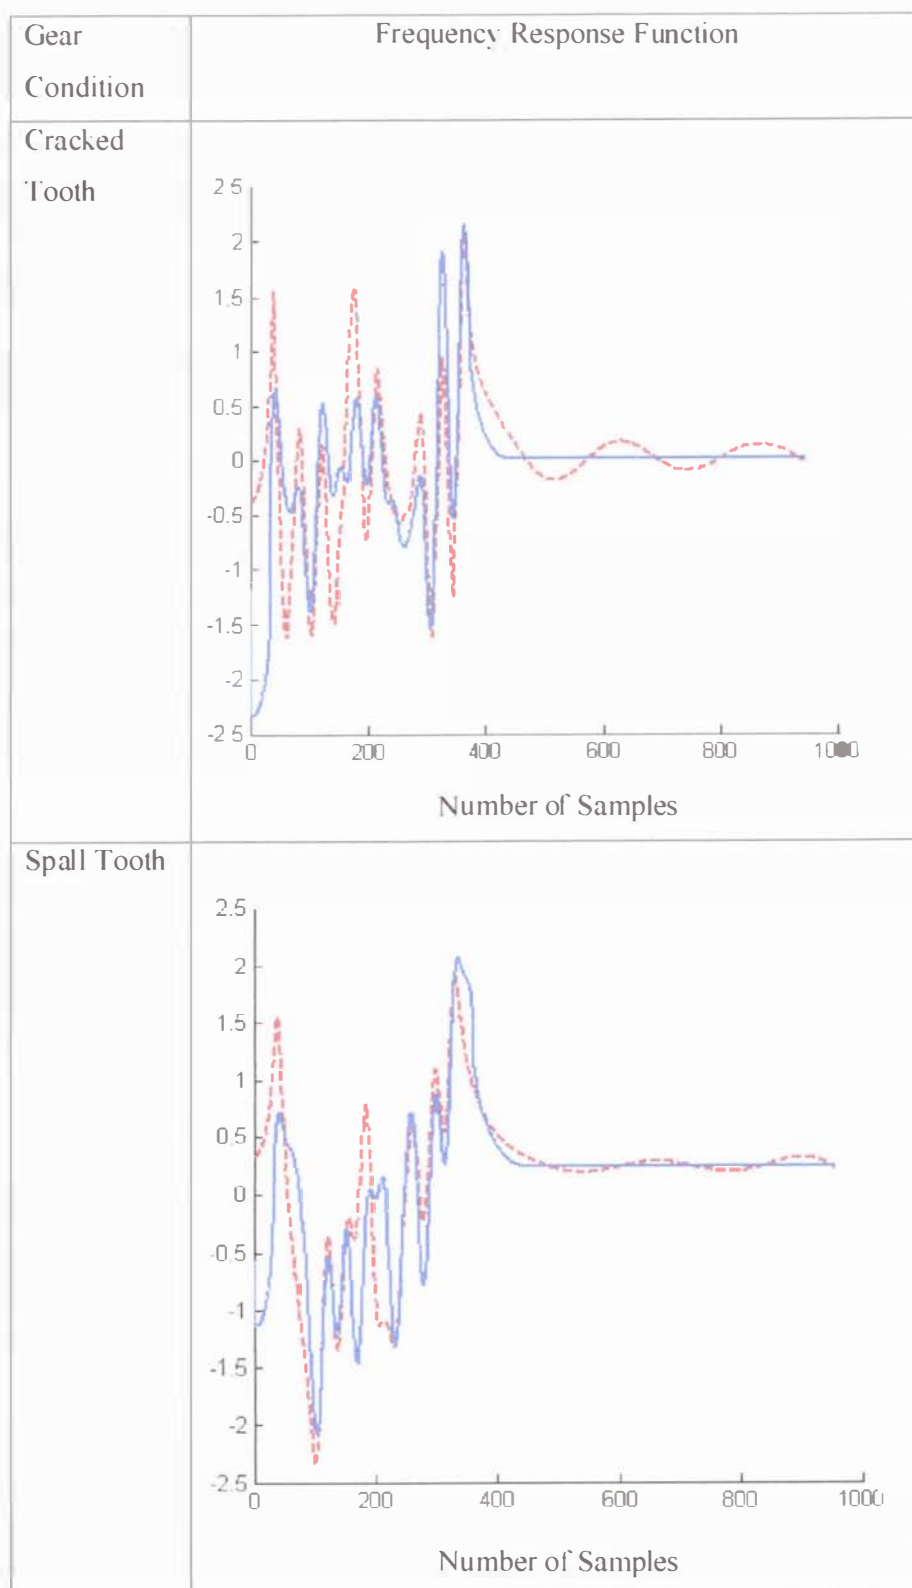 Gear
Condition
Frequency Response Function
Cracked
Tooth
2.5
2
1.5
1
0.5
0
-0.5
-1
-1.5
-2
-2.5
0 200 400 600 800 1000
Number of Samples
Spall Tooth
2.5
2
1.5
1
0.5
0
-0.5
-1
-1.5
-2
-2.5
0 200 400 600 800 1000
Number of Samples